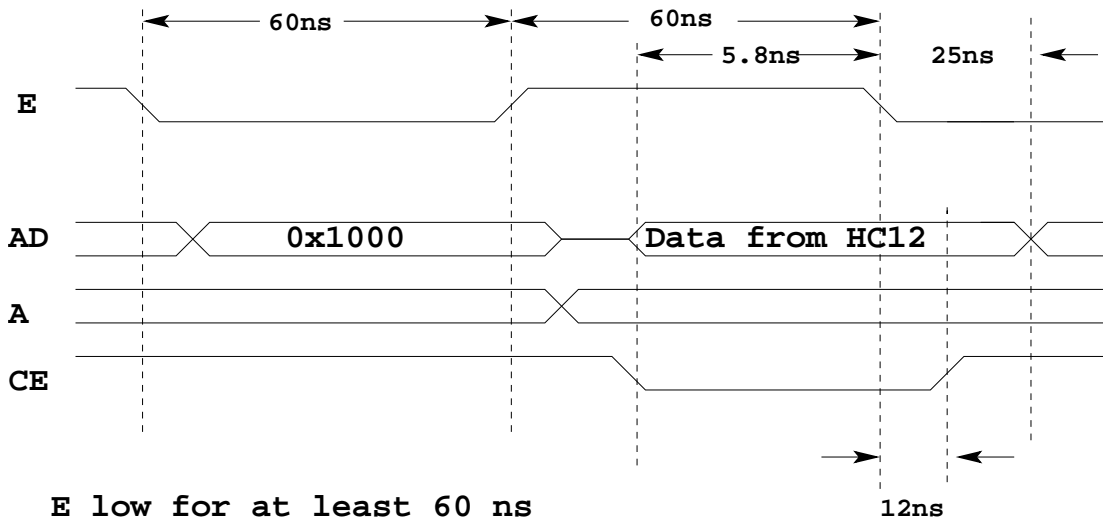 60ns 60ns
5.8ns 25ns
E
AD 0x1000 Data from HC12
A
CE
E low for at least 60 ns 12ns